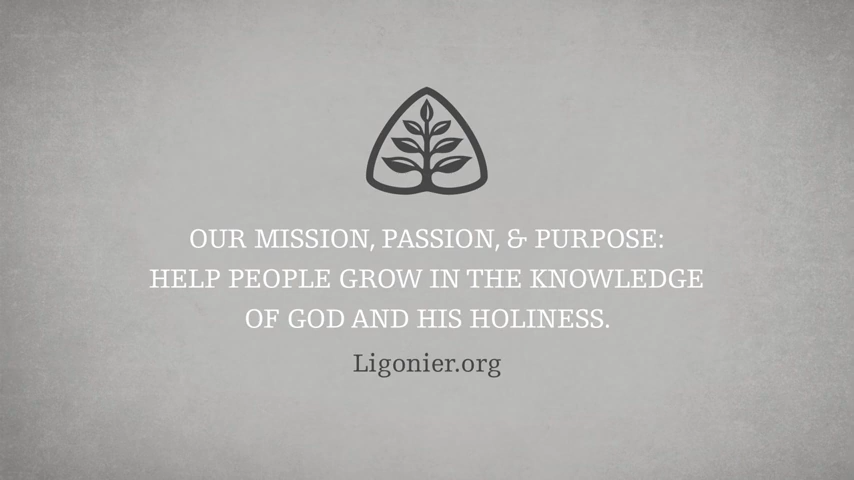 OUR MISSION, PASSION, & PURPOSE:
HELP PEOPLE GROW IN THE KNOWLEDGE
OF GOD AND HIS HOLINESS.
Ligonier.org